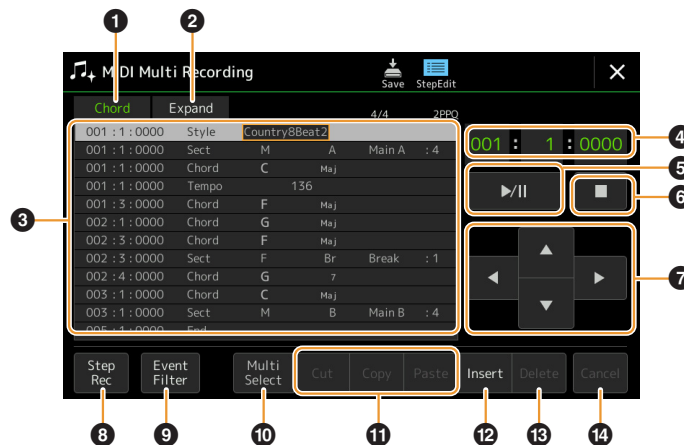 1 2
MIDI Multi Recording Save StepEdit ×
Chord Expand 4/4 2PPQ
001 : 1 : 0000 Style Country8Beat2
001 : 1 : 0000 Sect M A Main A : 4
001 : 1 : 0000 Chord C Maj
001 : 1 : 0000 Tempo 136
001 : 3 : 0000 Chord F Maj
002 : 1 : 0000 Chord G Maj
002 : 3 : 0000 Chord F Maj
002 : 3 : 0000 Sect F Br Break : 1
002 : 4 : 0000 Chord G 7
003 : 1 : 0000 Chord C Maj
003 : 1 : 0000 Sect M B Main B : 4
005 : 1 : 0000 End
3
001 : 1 : 0000 4
5
▶/II ■ 6
▲
◀ ▶ 7
▼
Step Rec
Event Filter
Multi Select
Cut Copy Paste Insert Delete Cancel
8 9 10 11 12 13 14